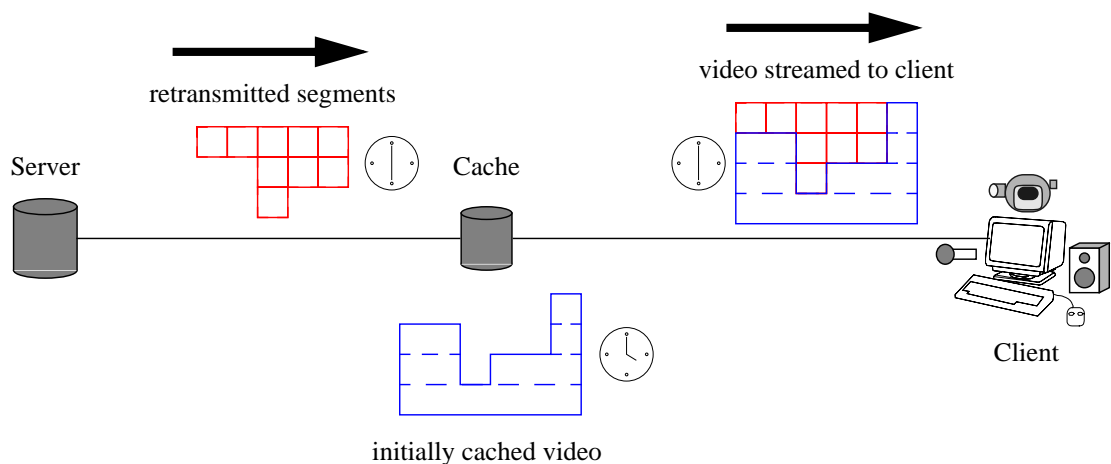 video streamed to client
retransmitted segments
Server
Cache
Client
initially cached video